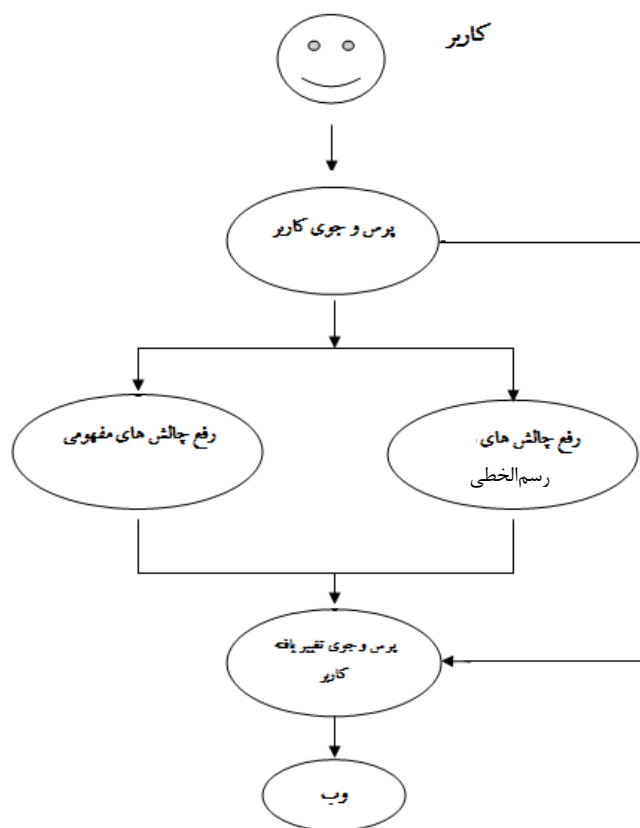 کاربر
پرس و جوی کاربر
رفع چالش های
رسم‌الخطی
رفع چالش های مفهومی
پرس و جوی تغییر یافته
کاربر
وب